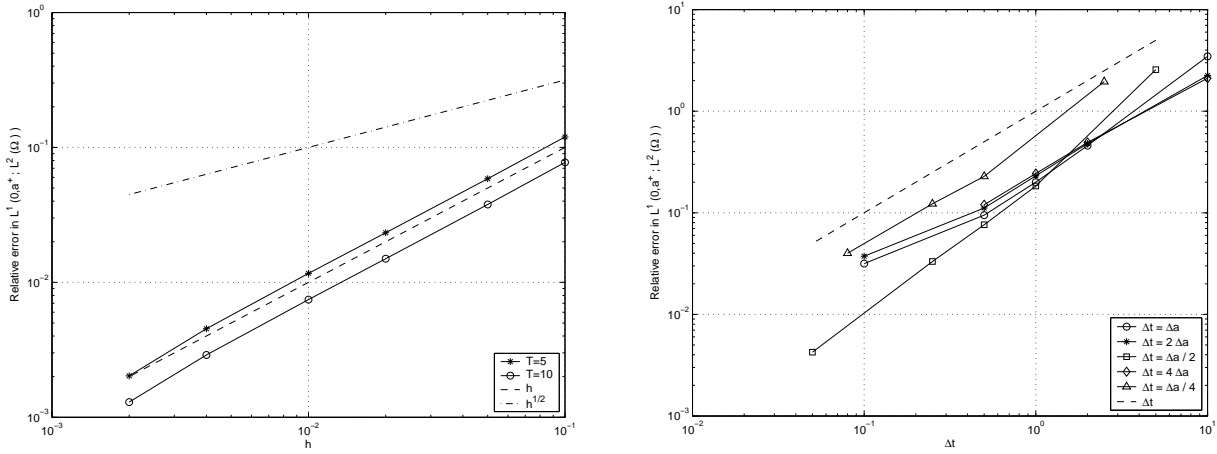 10^0
10^-1
10^-2
10^-3
10^-3
10^-2
10^-1
h
Relative error in L^1 (0,a^+ ; L^2 (Ω ) )
T=5
T=10
h
h^1/2
10^1
10^0
10^-1
10^-2
10^-3
10^-2
10^-1
10^0
10^1
Δt
Relative error in L^1 (0,a^+ ; L^2 (Ω ) )
Δt = Δa
Δt = 2 Δa
Δt = Δa / 2
Δt = 4 Δa
Δt = Δa / 4
Δt